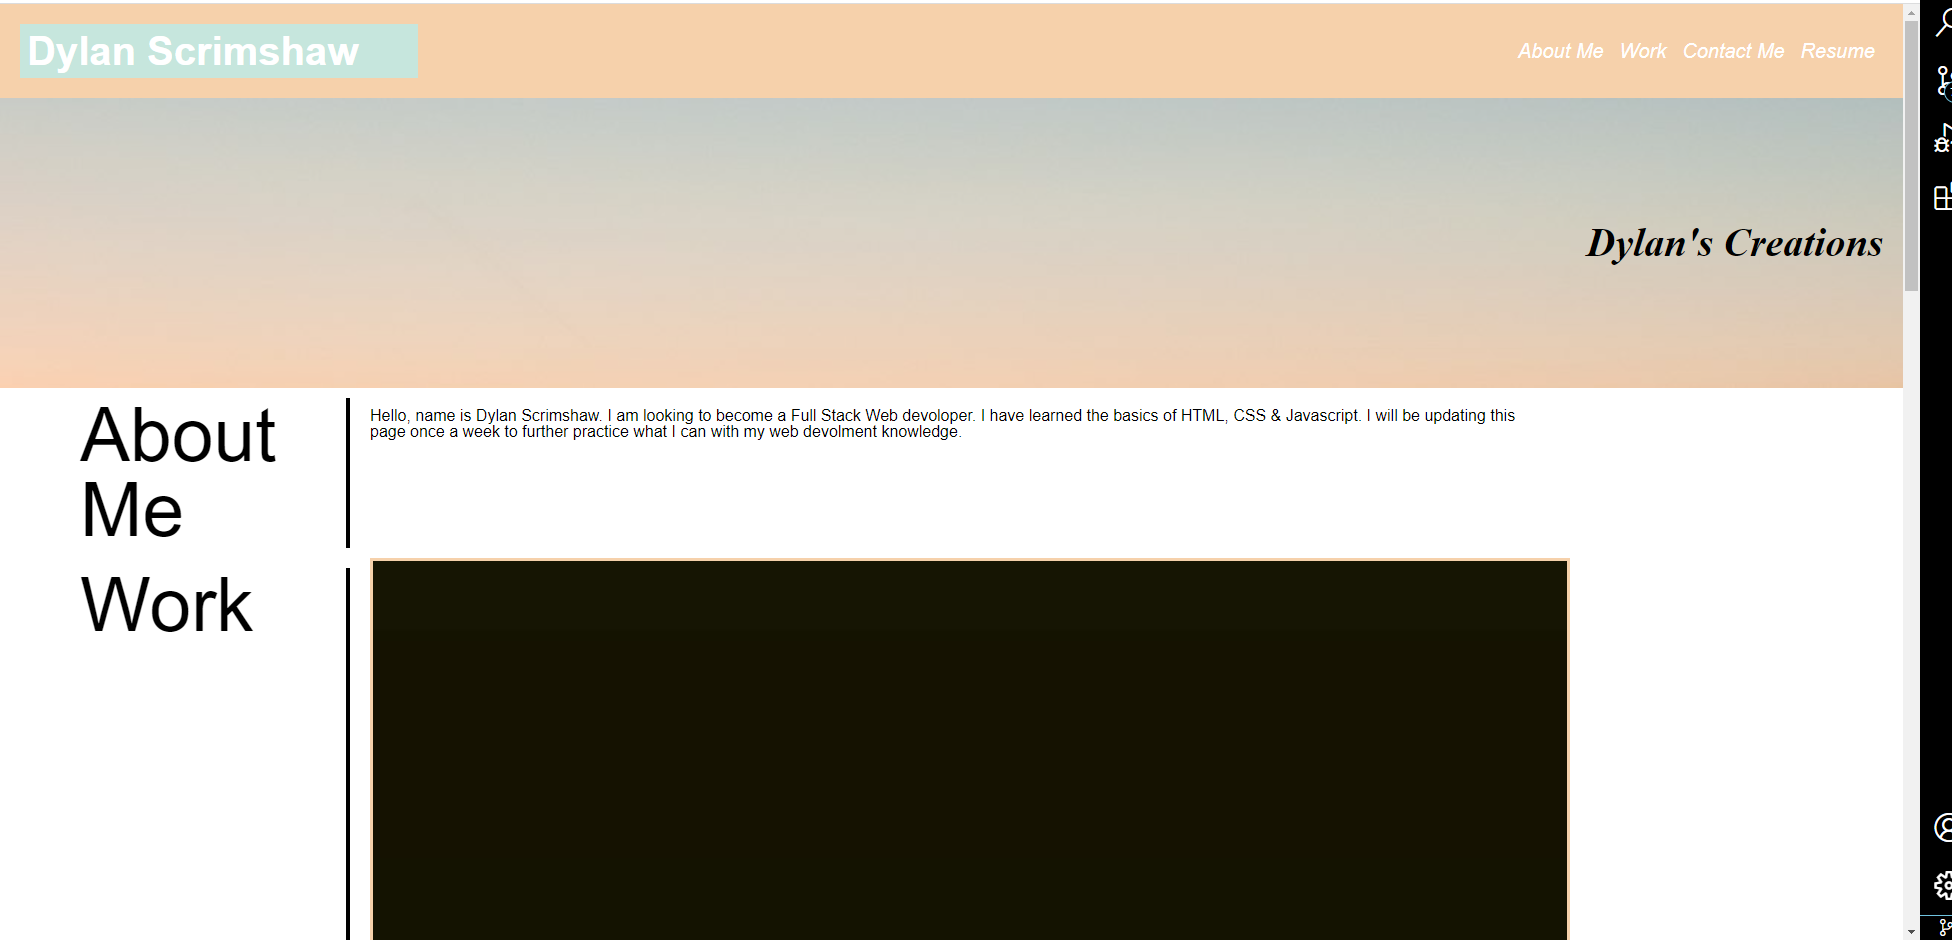 Dylan Scrimshaw
About Me Work Contact Me Resume
Dylan's Creations
About
Me
Hello, name is Dylan Scrimshaw. I am looking to become a Full Stack Web devoloper. I have learned the basics of HTML, CSS & Javascript. I will be updating this
page once a week to further practice what I can with my web devolment knowledge.
Work